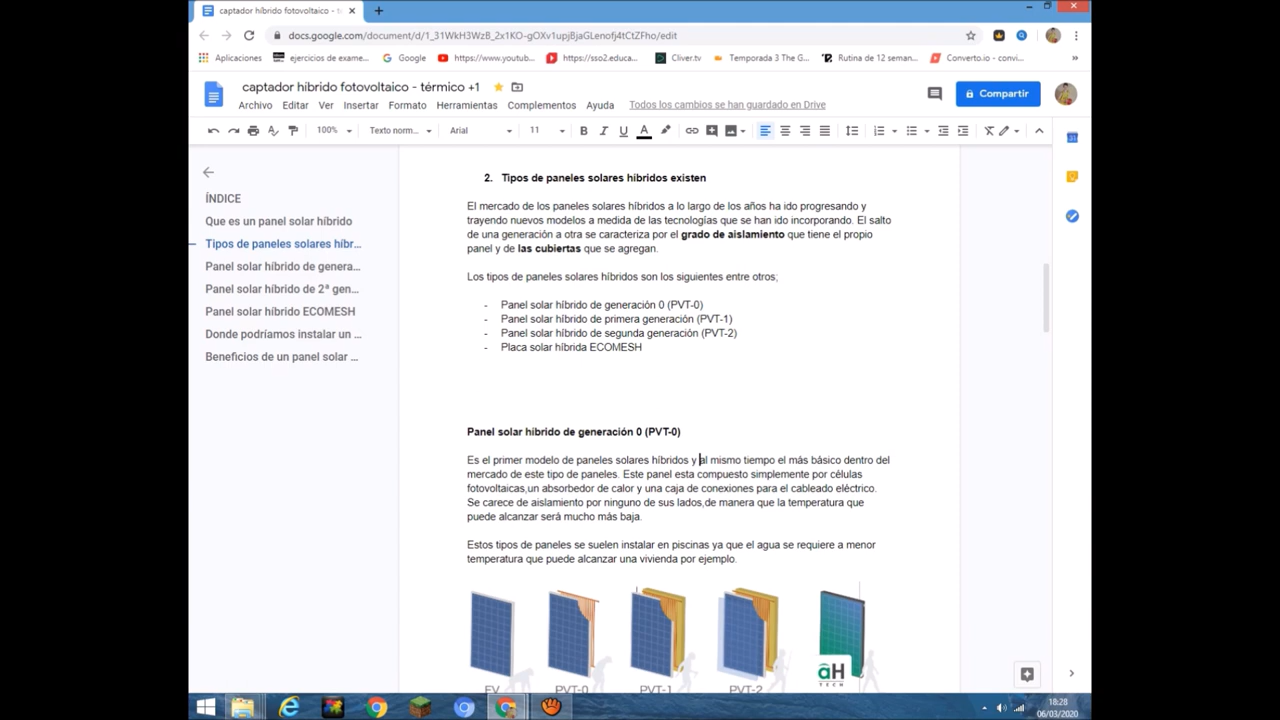 captador híbrido fotovoltaico - t
docs.google.com/document/d/1_31WkH3WzB_2x1KO-gOXv1upjBjaGLenofj4tCtZFho/edit
Aplicaciones ejercicios de exame... Google https://www.youtub... https://sso2.educa... Cliver.tv Temporada 3 The G... Rutina de 12 seman... Converto.io - convi... »
captador híbrido fotovoltaico - térmico +1
Archivo Editar Ver Insertar Formato Herramientas Complementos Ayuda Todos los cambios se han guardado en Drive
Compartir
100% Texto norm... Arial 11 B I U A
ÍNDICE
Que es un panel solar híbrido
Tipos de paneles solares híbr...
Panel solar híbrido de genera...
Panel solar híbrido de 2ª gen...
Panel solar híbrido ECOMESH
Donde podríamos instalar un ...
Beneficios de un panel solar ...
2. Tipos de paneles solares híbridos existen
El mercado de los paneles solares híbridos a lo largo de los años ha ido progresando y
trayendo nuevos modelos a medida de las tecnologías que se han ido incorporando. El salto
de una generación a otra se caracteriza por el grado de aislamiento que tiene el propio
panel y de las cubiertas que se agregan.
Los tipos de paneles solares híbridos son los siguientes entre otros;
- Panel solar híbrido de generación 0 (PVT-0)
- Panel solar híbrido de primera generación (PVT-1)
- Panel solar híbrido de segunda generación (PVT-2)
- Placa solar híbrida ECOMESH
Panel solar híbrido de generación 0 (PVT-0)
Es el primer modelo de paneles solares híbridos y al mismo tiempo el más básico dentro del
mercado de este tipo de paneles. Este panel esta compuesto simplemente por células
fotovoltaicas,un absorbedor de calor y una caja de conexiones para el cableado eléctrico.
Se carece de aislamiento por ninguno de sus lados,de manera que la temperatura que
puede alcanzar será mucho más baja.
Estos tipos de paneles se suelen instalar en piscinas ya que el agua se requiere a menor
temperatura que puede alcanzar una vivienda por ejemplo.
aH
TECH
FV PVT-0 PVT-1 PVT-2
18:28
06/03/2020